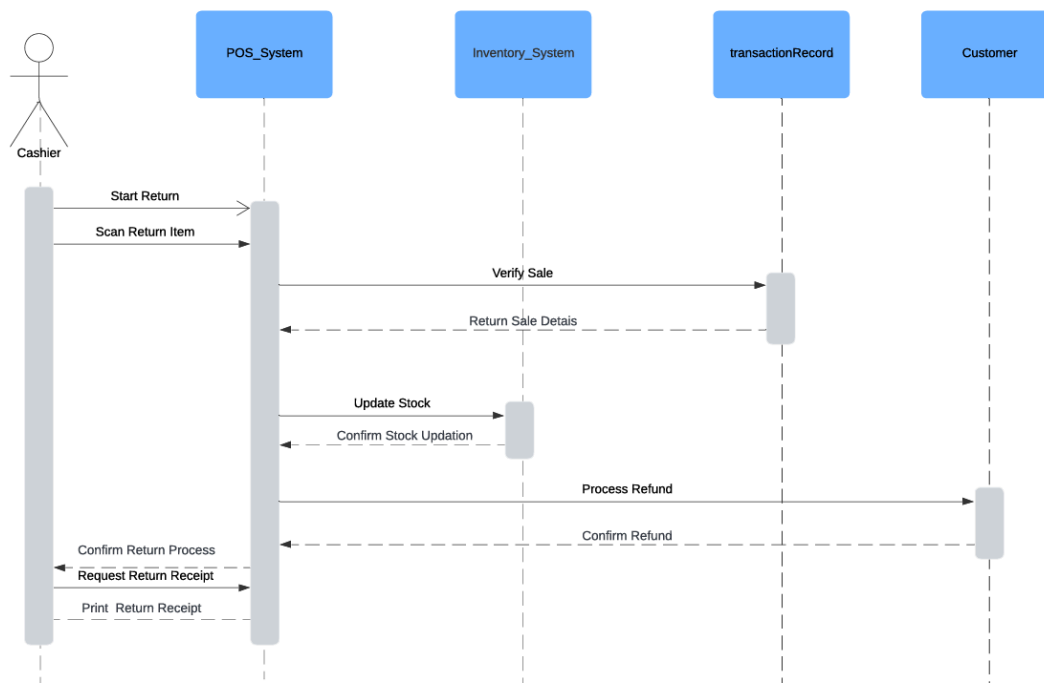 POS_System
Inventory_System
transactionRecord
Customer
Cashier
Start Return
Scan Return Item
Verify Sale
Return Sale Detais
Update Stock
Confirm Stock Updation
Process Refund
Confirm Refund
Confirm Return Process
Request Return Receipt
Print  Return Receipt